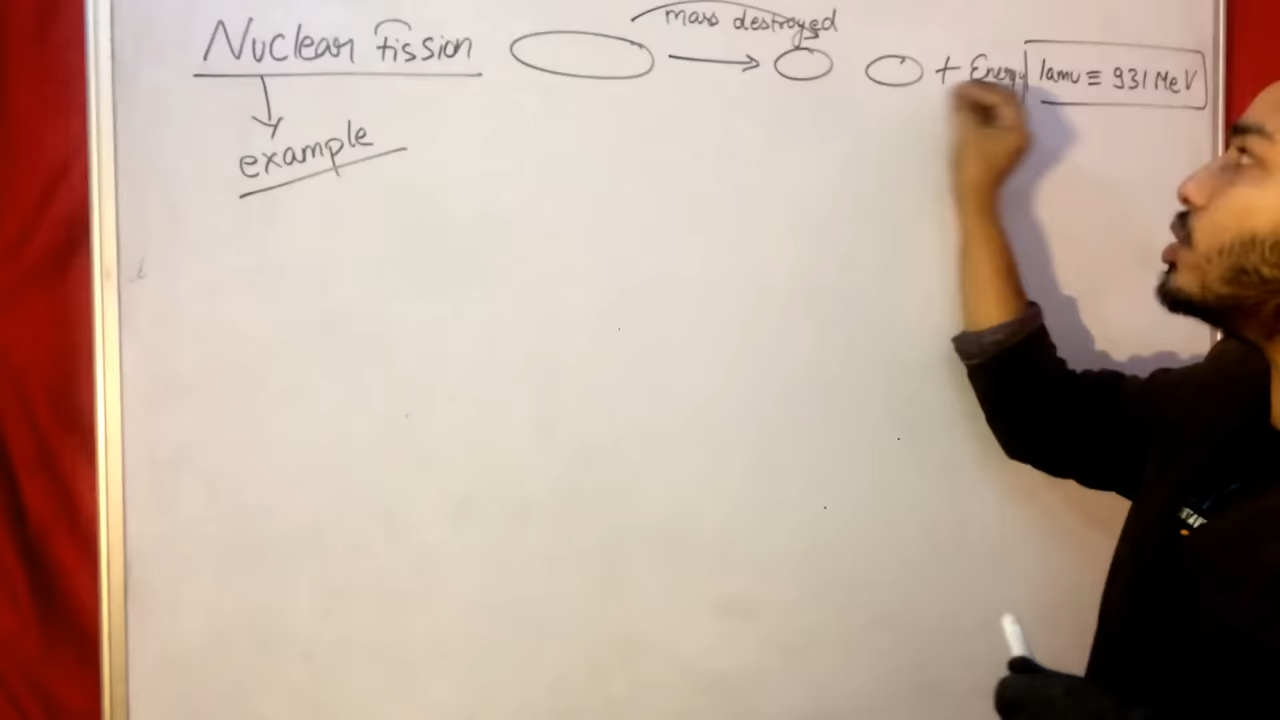 mass destroyed
Nuclear fission → + Energy 1amu ≡ 931 MeV
example